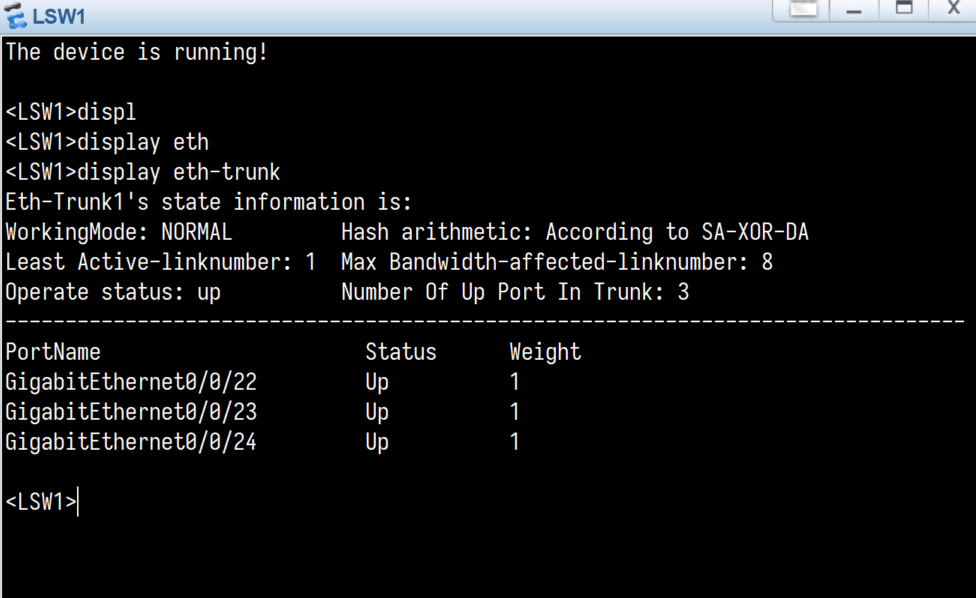 LSW1
The device is running!
<LSW1>displ
<LSW1>display eth
<LSW1>display eth-trunk
Eth-Trunk1's state information is:
WorkingMode: NORMAL         Hash arithmetic: According to SA-XOR-DA
Least Active-linknumber: 1  Max Bandwidth-affected-linknumber: 8
Operate status: up          Number Of Up Port In Trunk: 3
--------------------------------------------------------------------------------
PortName                      Status      Weight
GigabitEthernet0/0/22         Up          1
GigabitEthernet0/0/23         Up          1
GigabitEthernet0/0/24         Up          1
<LSW1>